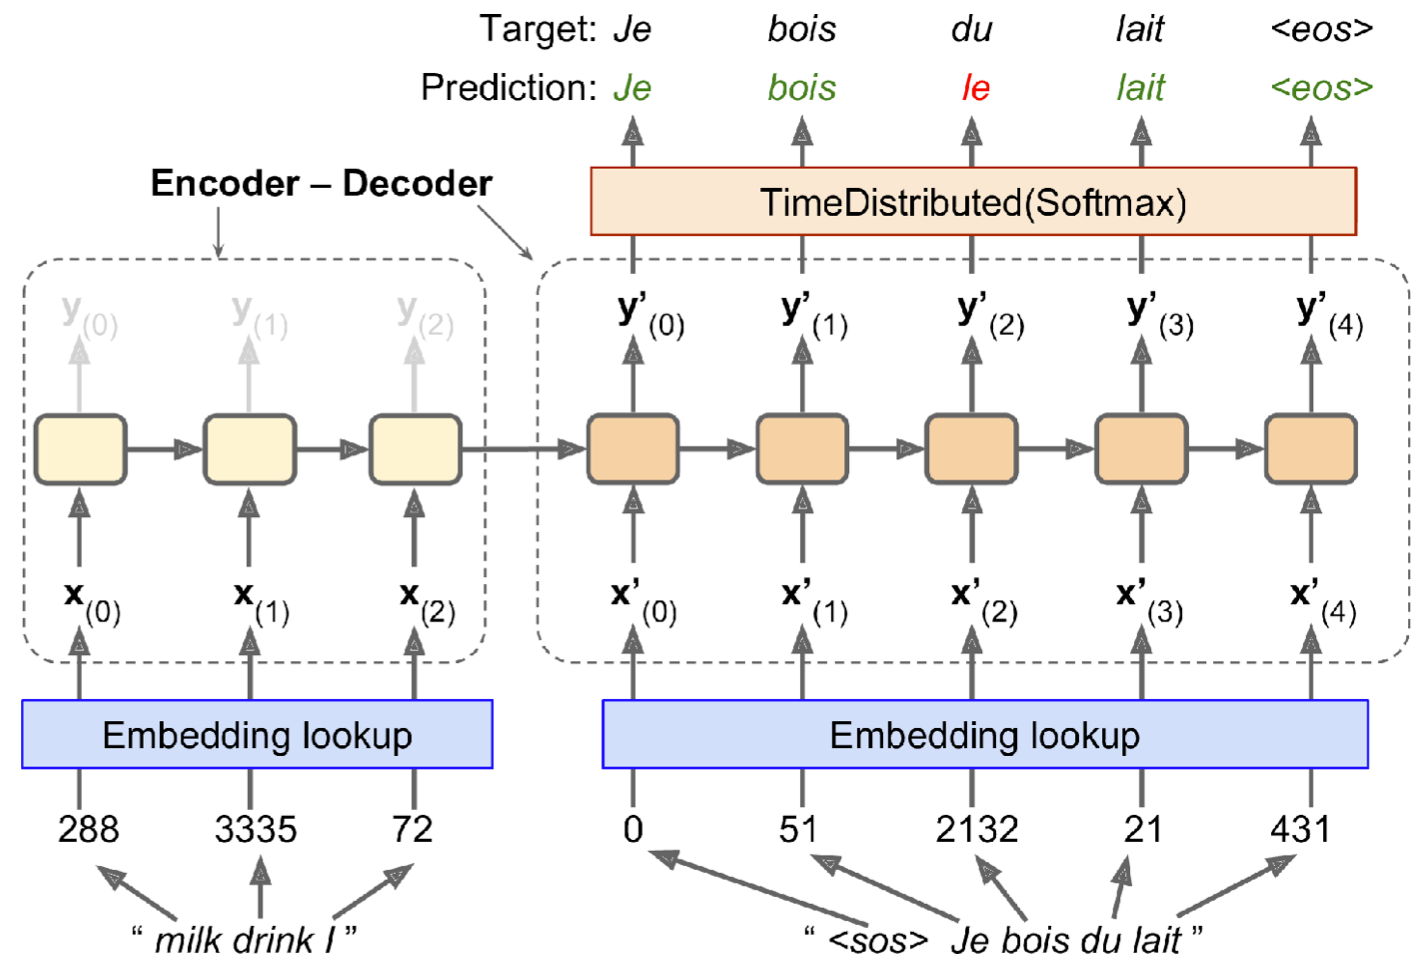 Target: Je bois du lait <eos>
Prediction: Je bois le lait <eos>
Encoder – Decoder
TimeDistributed(Softmax)
y(0) y(1) y(2) y’(0) y’(1) y’(2) y’(3) y’(4)
x(0) x(1) x(2) x’(0) x’(1) x’(2) x’(3) x’(4)
Embedding lookup Embedding lookup
288 3335 72 0 51 2132 21 431
“ milk drink I ” “ <sos> Je bois du lait ”